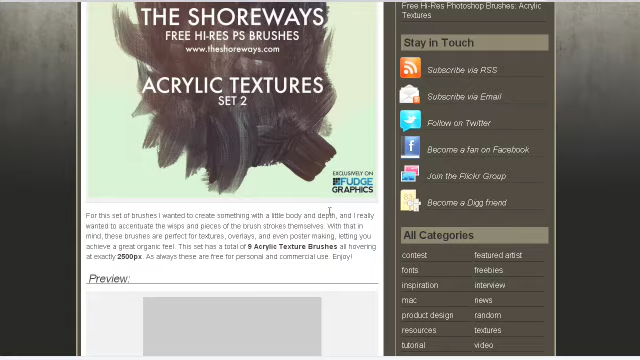 THE SHOREWAYS
FREE HI-RES PS BRUSHES
www.theshoreways.com
ACRYLIC TEXTURES
SET 2
EXCLUSIVELY ON
FUDGE
GRAPHICS
For this set of brushes I wanted to create something with a little body and depth, and I really
wanted to accentuate the wisps and pieces of the brush strokes themselves. With that in
mind, these brushes are perfect for textures, overlays, and even poster making, letting you
achieve a great organic feel. This set has a total of 9 Acrylic Texture Brushes all hovering
at exactly 2500px. As always these are free for personal and commercial use. Enjoy!
Preview:
Free Hi-Res Photoshop Brushes: Acrylic
Textures
Stay in Touch
Subscribe via RSS
Subscribe via Email
Follow on Twitter
Become a fan on Facebook
Join the Flickr Group
Become a Digg friend
All Categories
contest featured artist
fonts freebies
inspiration interview
mac news
product design random
resources textures
tutorial video